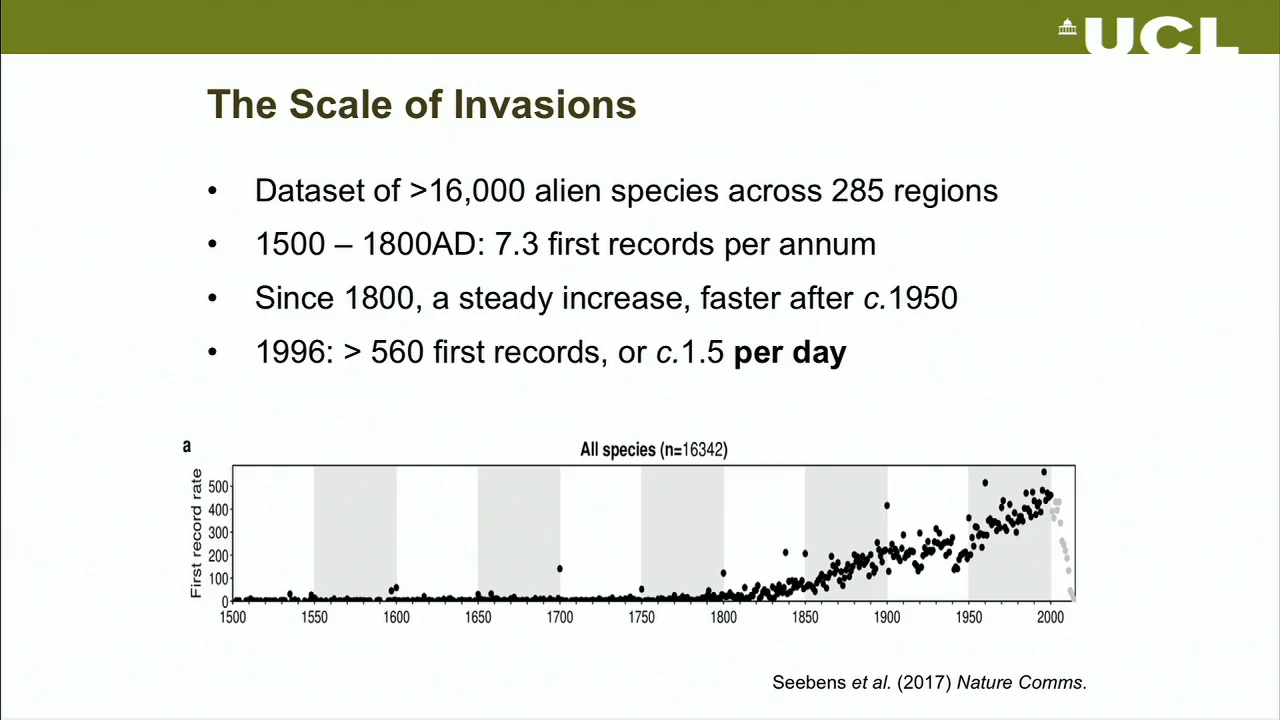 UCL
The Scale of Invasions
• Dataset of >16,000 alien species across 285 regions
• 1500 – 1800AD: 7.3 first records per annum
• Since 1800, a steady increase, faster after c.1950
• 1996: > 560 first records, or c.1.5 per day
a
All species (n=16342)
First record rate
500
400
300
200
100
0
1500 1550 1600 1650 1700 1750 1800 1850 1900 1950 2000
Seebens et al. (2017) Nature Comms.